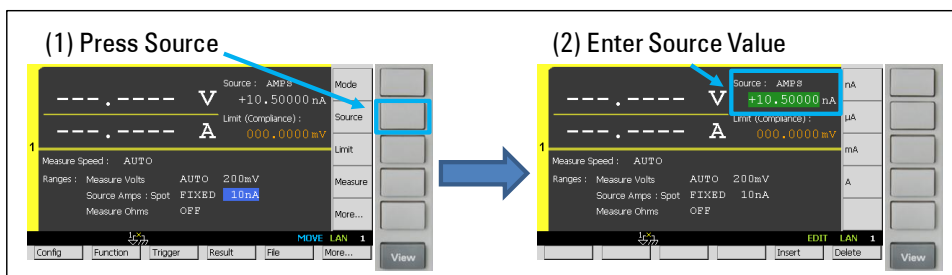 (1) Press Source
Source : AMPS
Mode
---.---- V +10.50000 nA
Limit (Compliance) :
Source
---.---- A 000.0000 mV
1
Limit
Measure Speed : AUTO
Ranges : Measure Volts AUTO 200mV
Measure
Source Amps : Spot FIXED 10nA
Measure Ohms OFF
More...
MOVE LAN 1
Config Function Trigger Result File More...
View
(2) Enter Source Value
Source : AMPS
nA
---.---- V +10.50000 nA
Limit (Compliance) :
µA
---.---- A 000.0000 mV
1
mA
Measure Speed : AUTO
Ranges : Measure Volts AUTO 200mV
A
Source Amps : Spot FIXED 10nA
Measure Ohms OFF
EDIT LAN 1
Insert Delete
View